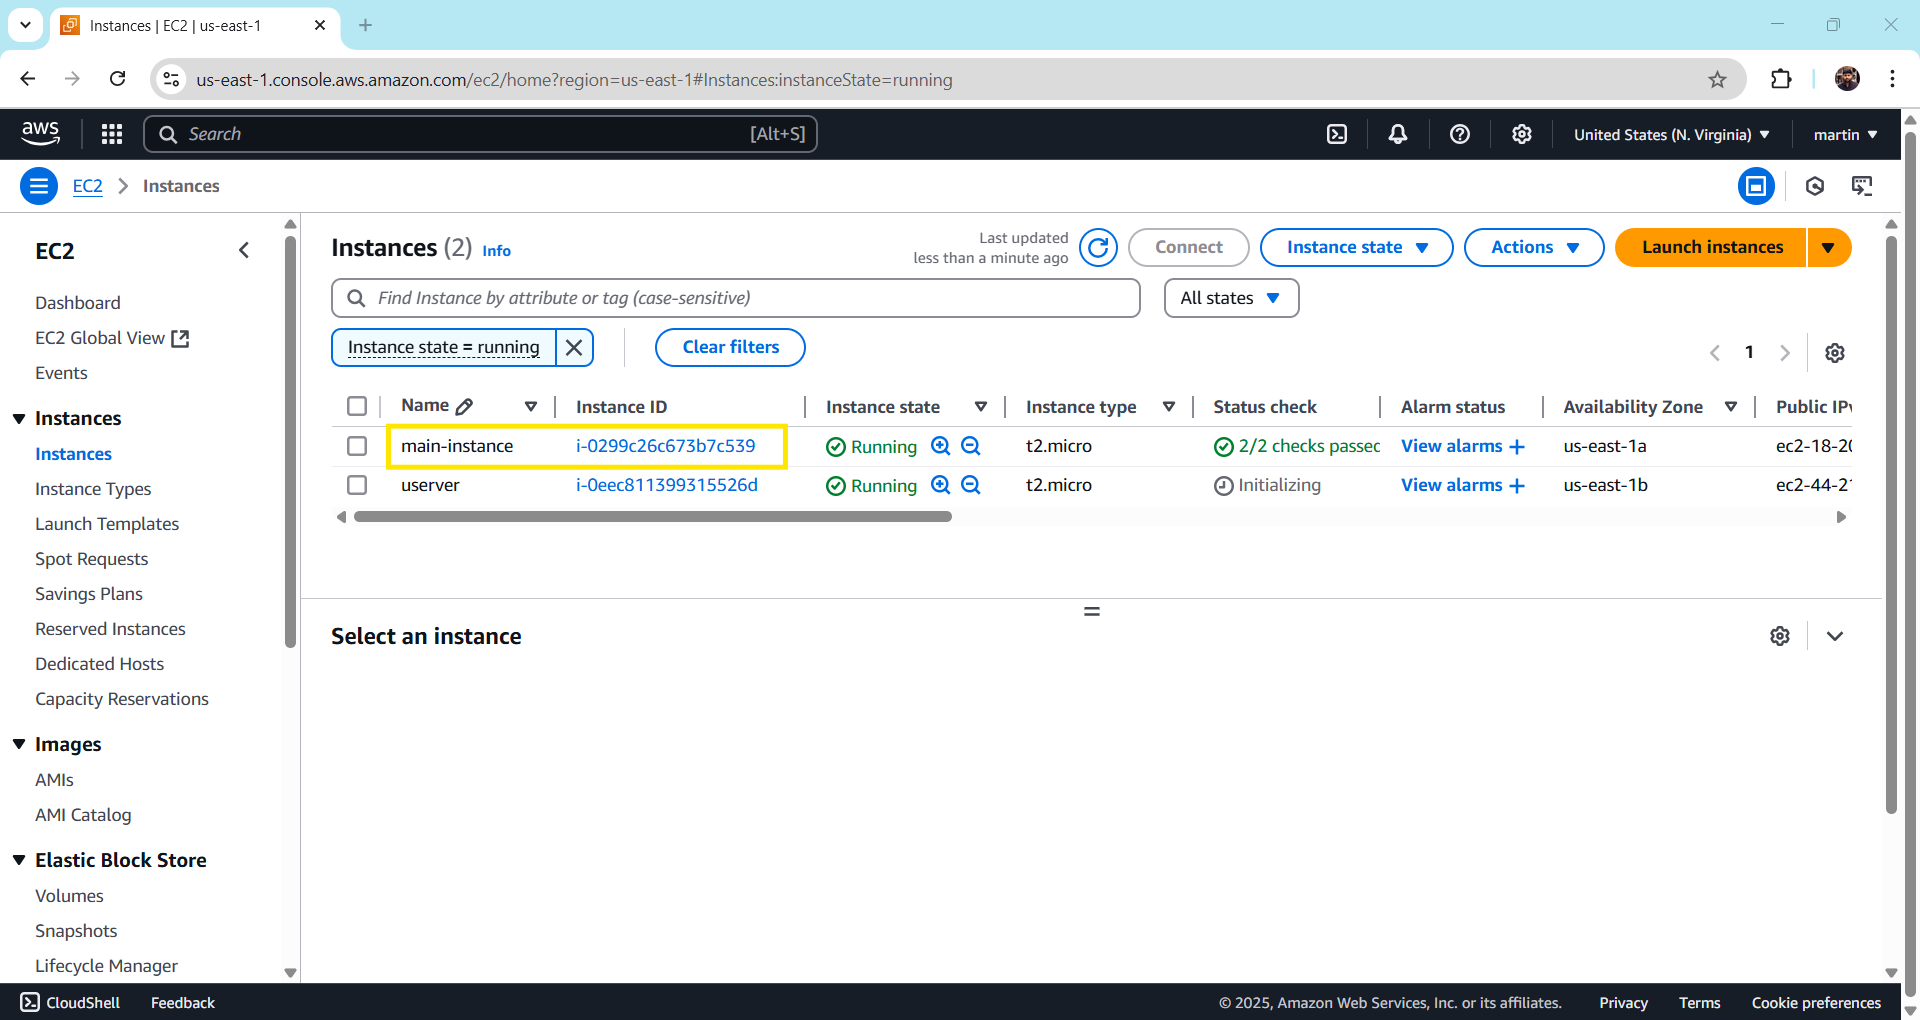 Instances | EC2 | us-east-1
us-east-1.console.aws.amazon.com/ec2/home?region=us-east-1#Instances:instanceState=running
aws
Search
[Alt+S]
United States (N. Virginia)
martin
EC2
Instances
EC2
Dashboard
EC2 Global View
Events
Instances
Instances
Instance Types
Launch Templates
Spot Requests
Savings Plans
Reserved Instances
Dedicated Hosts
Capacity Reservations
Images
AMIs
AMI Catalog
Elastic Block Store
Volumes
Snapshots
Lifecycle Manager
Instances (2) Info
Last updated
less than a minute ago
Connect
Instance state
Actions
Launch instances
Find Instance by attribute or tag (case-sensitive)
All states
Instance state = running
Clear filters
1
Name Instance ID Instance state Instance type Status check Alarm status Availability Zone Public IPv
main-instance i-0299c26c673b7c539 Running t2.micro 2/2 checks passed View alarms + us-east-1a ec2-18-20
userver i-0eec811399315526d Running t2.micro Initializing View alarms + us-east-1b ec2-44-21
Select an instance
CloudShell
Feedback
© 2025, Amazon Web Services, Inc. or its affiliates.
Privacy
Terms
Cookie preferences